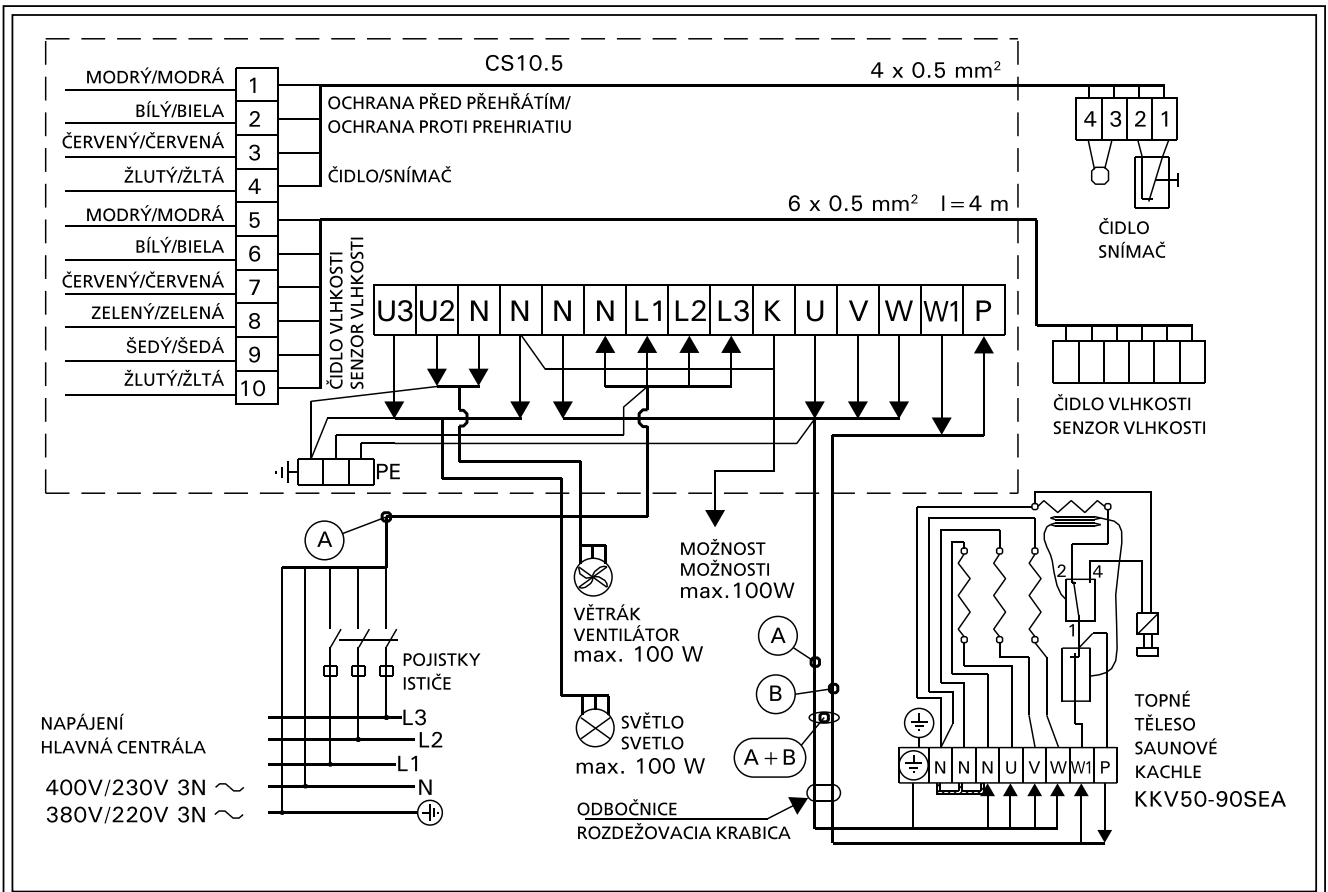 CS10.5
4 x 0.5 mm²
MODRÝ/MODRÁ 1
BÍLÝ/BIELA 2
ČERVENÝ/ČERVENÁ 3
ŽLUTÝ/ŽLTÁ 4
MODRÝ/MODRÁ 5
BÍLÝ/BIELA 6
ČERVENÝ/ČERVENÁ 7
ZELENÝ/ZELENÁ 8
ŠEDÝ/ŠEDÁ 9
ŽLUTÝ/ŽLTÁ 10
OCHRANA PŘED PŘEHŘÁTÍM/
OCHRANA PROTI PREHRIATIU
ČIDLO/SNÍMAČ
4 3 2 1
ČIDLO
SNÍMAČ
6 x 0.5 mm² l=4 m
ČIDLO VLHKOSTI
SENZOR VLHKOSTI
U3 U2 N N N N L1 L2 L3 K U V W W1 P
ČIDLO VLHKOSTI
SENZOR VLHKOSTI
PE
A
MOŽNOST
MOŽNOSTI
max.100W
VĚTRÁK
VENTILÁTOR
max. 100 W
POJISTKY
ISTIČE
SVĚTLO
SVETLO
max. 100 W
NAPÁJENÍ
HLAVNÁ CENTRÁLA
400V/230V 3N ~
380V/220V 3N ~
L3
L2
L1
N
A
B
A+B
ODBOČNICE
ROZDEŽOVACIA KRABICA
2 4
1
N N N U V W W1 P
TOPNÉ
TĚLESO
SAUNOVÉ
KACHLE
KKV50-90SEA